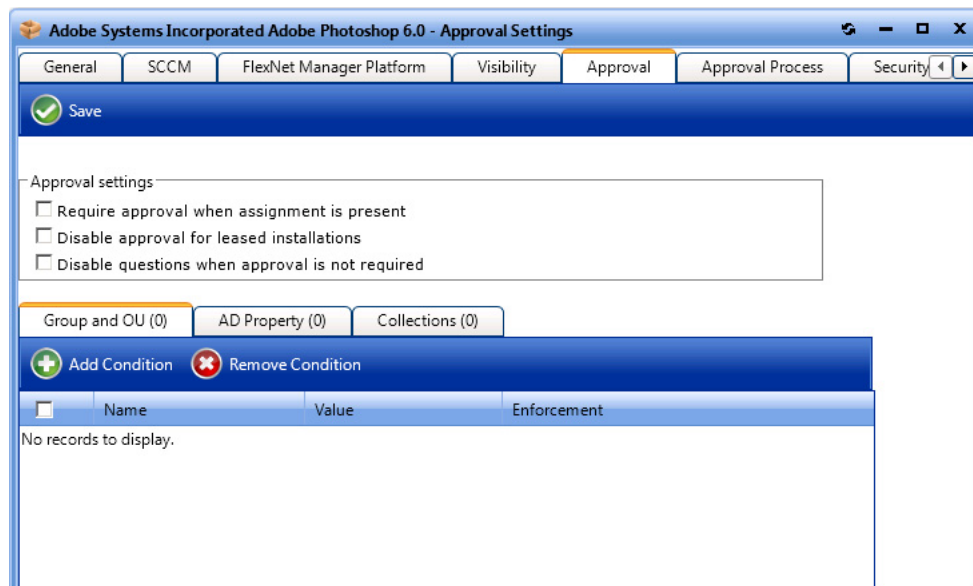 Adobe Systems Incorporated Adobe Photoshop 6.0 - Approval Settings
General SCCM FlexNet Manager Platform Visibility Approval Approval Process Security
Save
Approval settings
Require approval when assignment is present
Disable approval for leased installations
Disable questions when approval is not required
Group and OU (0) AD Property (0) Collections (0)
Add Condition Remove Condition
Name Value Enforcement
No records to display.